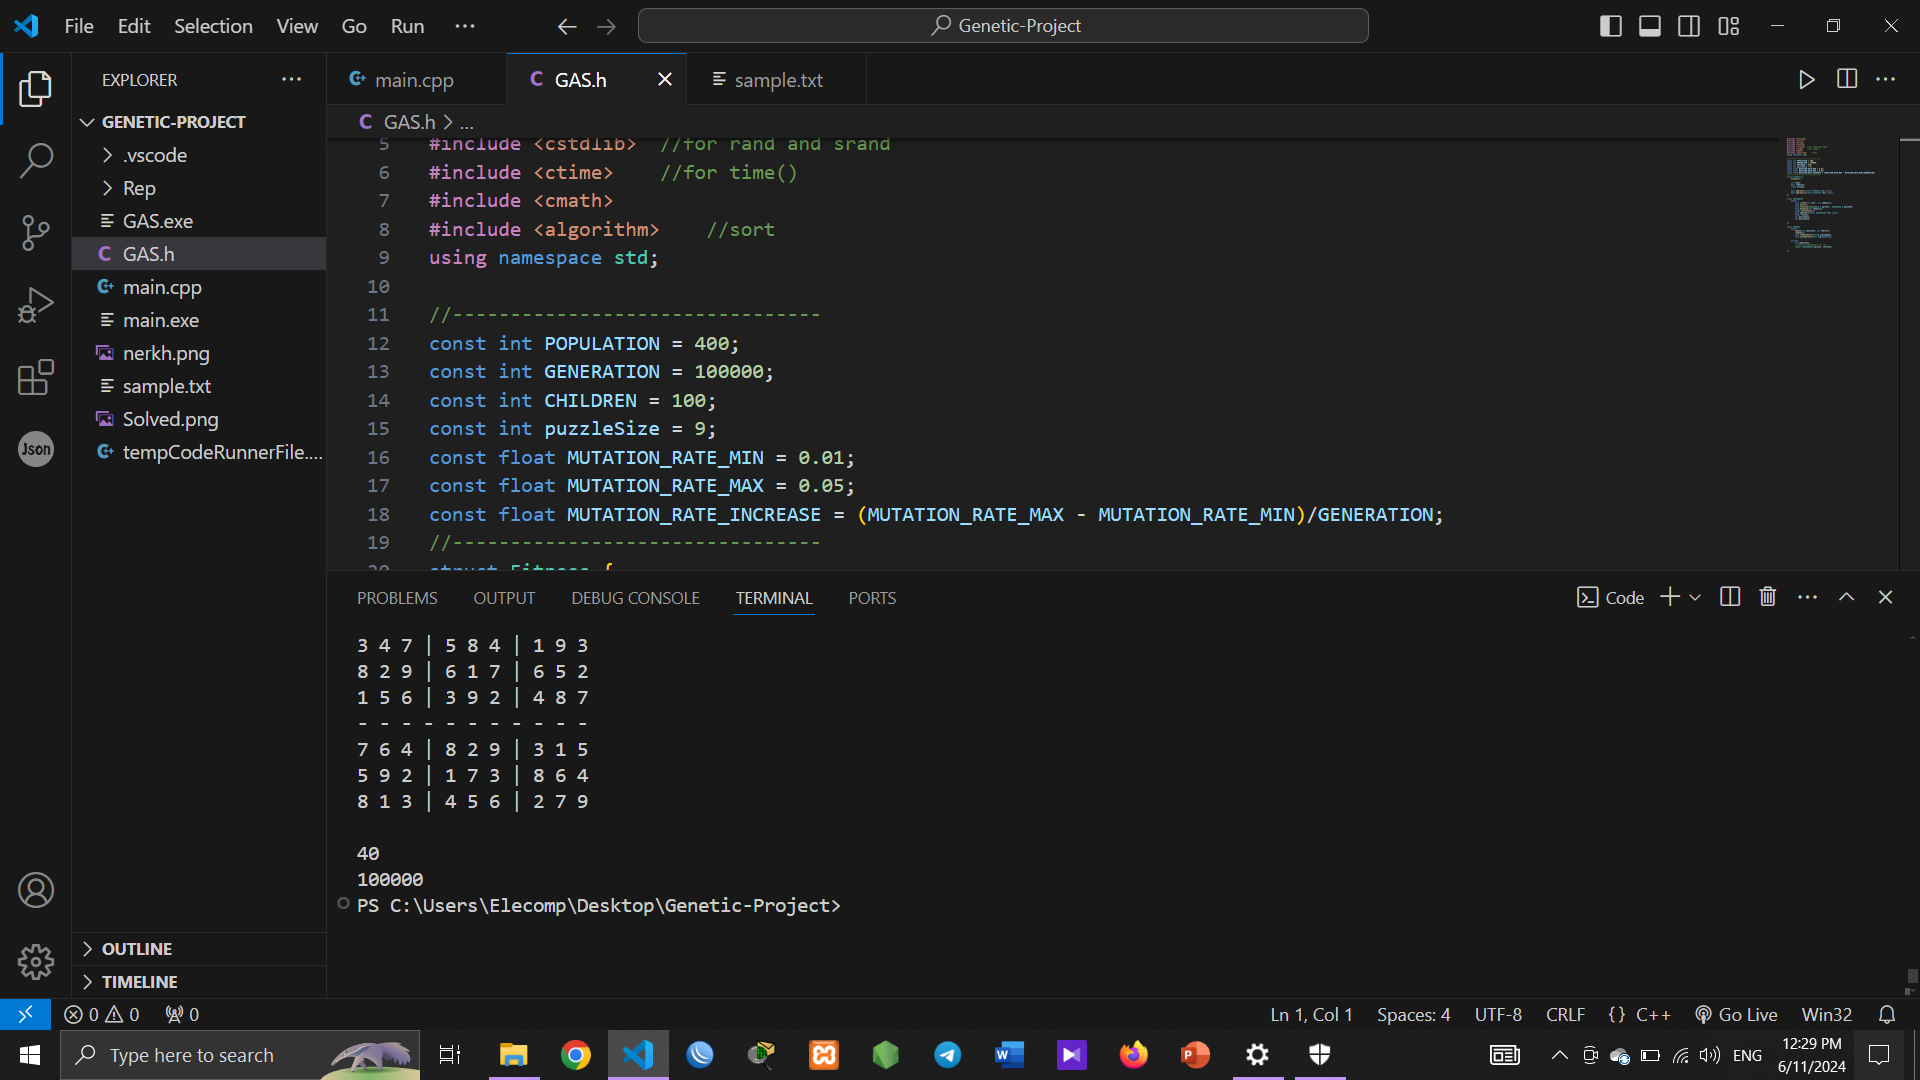 File Edit Selection View Go Run ···
Genetic-Project
EXPLORER ···
GENETIC-PROJECT
.vscode
Rep
GAS.exe
C GAS.h
main.cpp
main.exe
nerkh.png
sample.txt
Solved.png
tempCodeRunnerFile....
Json
OUTLINE
TIMELINE
main.cpp
C GAS.h
sample.txt
C GAS.h > ...
5 #include <cstdlib> //for rand and srand
6 #include <ctime> //for time()
7 #include <cmath>
8 #include <algorithm> //sort
9 using namespace std;
10
11 //--------------------------------
12 const int POPULATION = 400;
13 const int GENERATION = 100000;
14 const int CHILDREN = 100;
15 const int puzzleSize = 9;
16 const float MUTATION_RATE_MIN = 0.01;
17 const float MUTATION_RATE_MAX = 0.05;
18 const float MUTATION_RATE_INCREASE = (MUTATION_RATE_MAX - MUTATION_RATE_MIN)/GENERATION;
19 //--------------------------------
20 struct Fitness {
PROBLEMS OUTPUT DEBUG CONSOLE TERMINAL PORTS
Code
3 4 7 | 5 8 4 | 1 9 3
8 2 9 | 6 1 7 | 6 5 2
1 5 6 | 3 9 2 | 4 8 7
- - - - - - - - - - -
7 6 4 | 8 2 9 | 3 1 5
5 9 2 | 1 7 3 | 8 6 4
8 1 3 | 4 5 6 | 2 7 9
40
100000
PS C:\Users\Elecomp\Desktop\Genetic-Project>
0 0 0
Ln 1, Col 1 Spaces: 4 UTF-8 CRLF {} C++ Go Live Win32
Type here to search
ENG
12:29 PM
6/11/2024